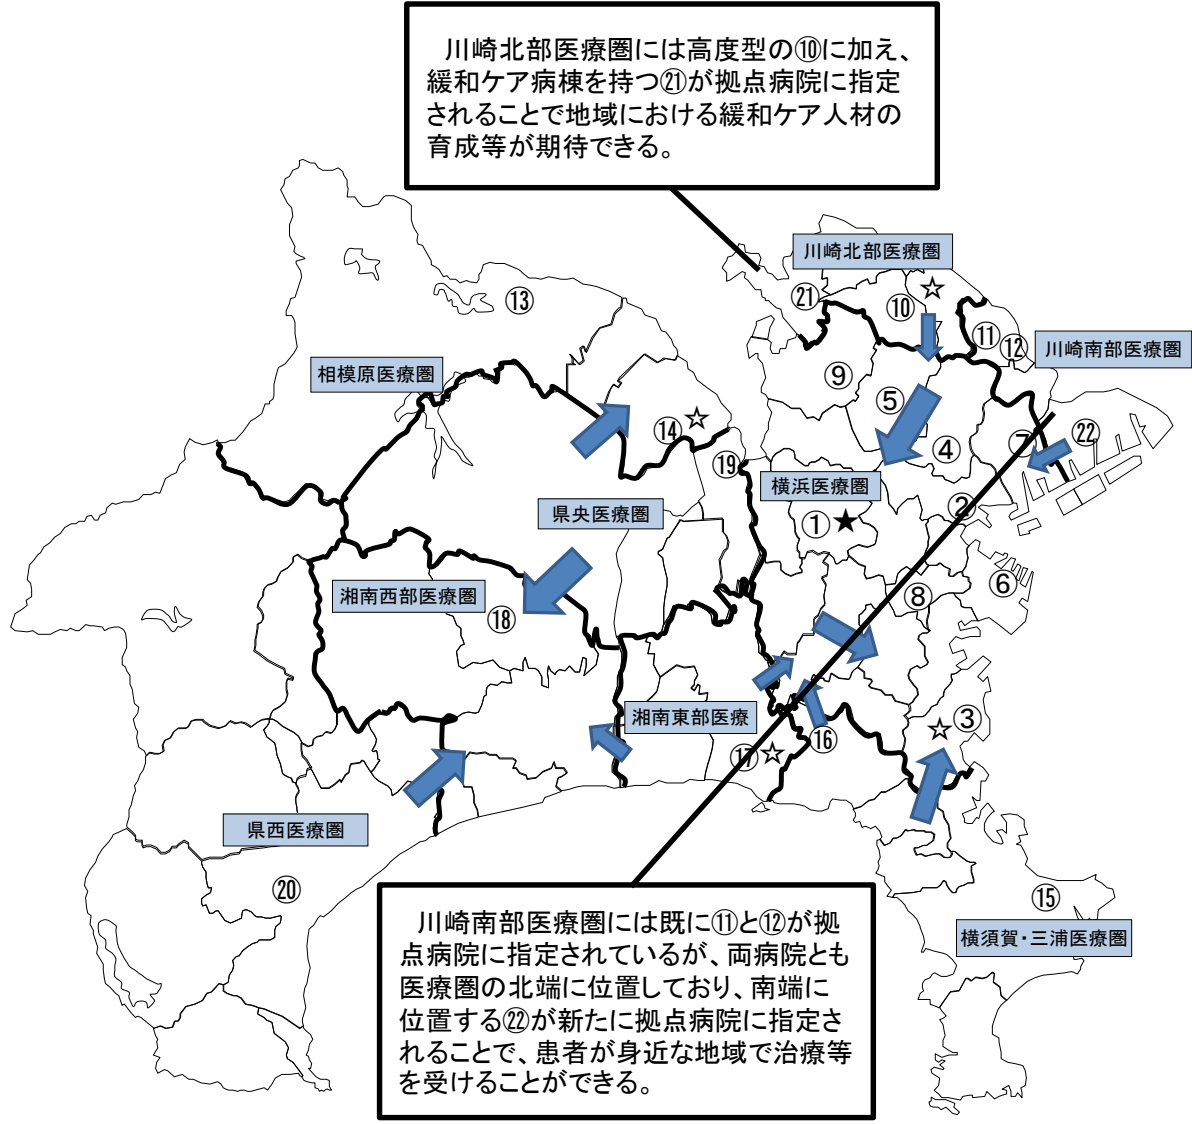 川崎北部医療圏には高度型の⑩に加え、
緩和ケア病棟を持つ㉑が拠点病院に指定
されることで地域における緩和ケア人材の
育成等が期待できる。
川崎北部医療圏
⑬
㉑
⑩
☆
⑪
⑫
川崎南部医療圏
相模原医療圏
⑨
⑤
⑭
☆
④
⑦
㉒
⑲
横浜医療圏
県央医療圏
①
★
②
⑥
湘南西部医療圏
⑱
⑧
湘南東部医療
③
☆
⑰
☆
⑯
県西医療圏
⑳
⑮
横須賀・三浦医療圏
川崎南部医療圏には既に⑪と⑫が拠
点病院に指定されているが、両病院とも
医療圏の北端に位置しており、南端に
位置する㉒が新たに拠点病院に指定さ
れることで、患者が身近な地域で治療等
を受けることができる。